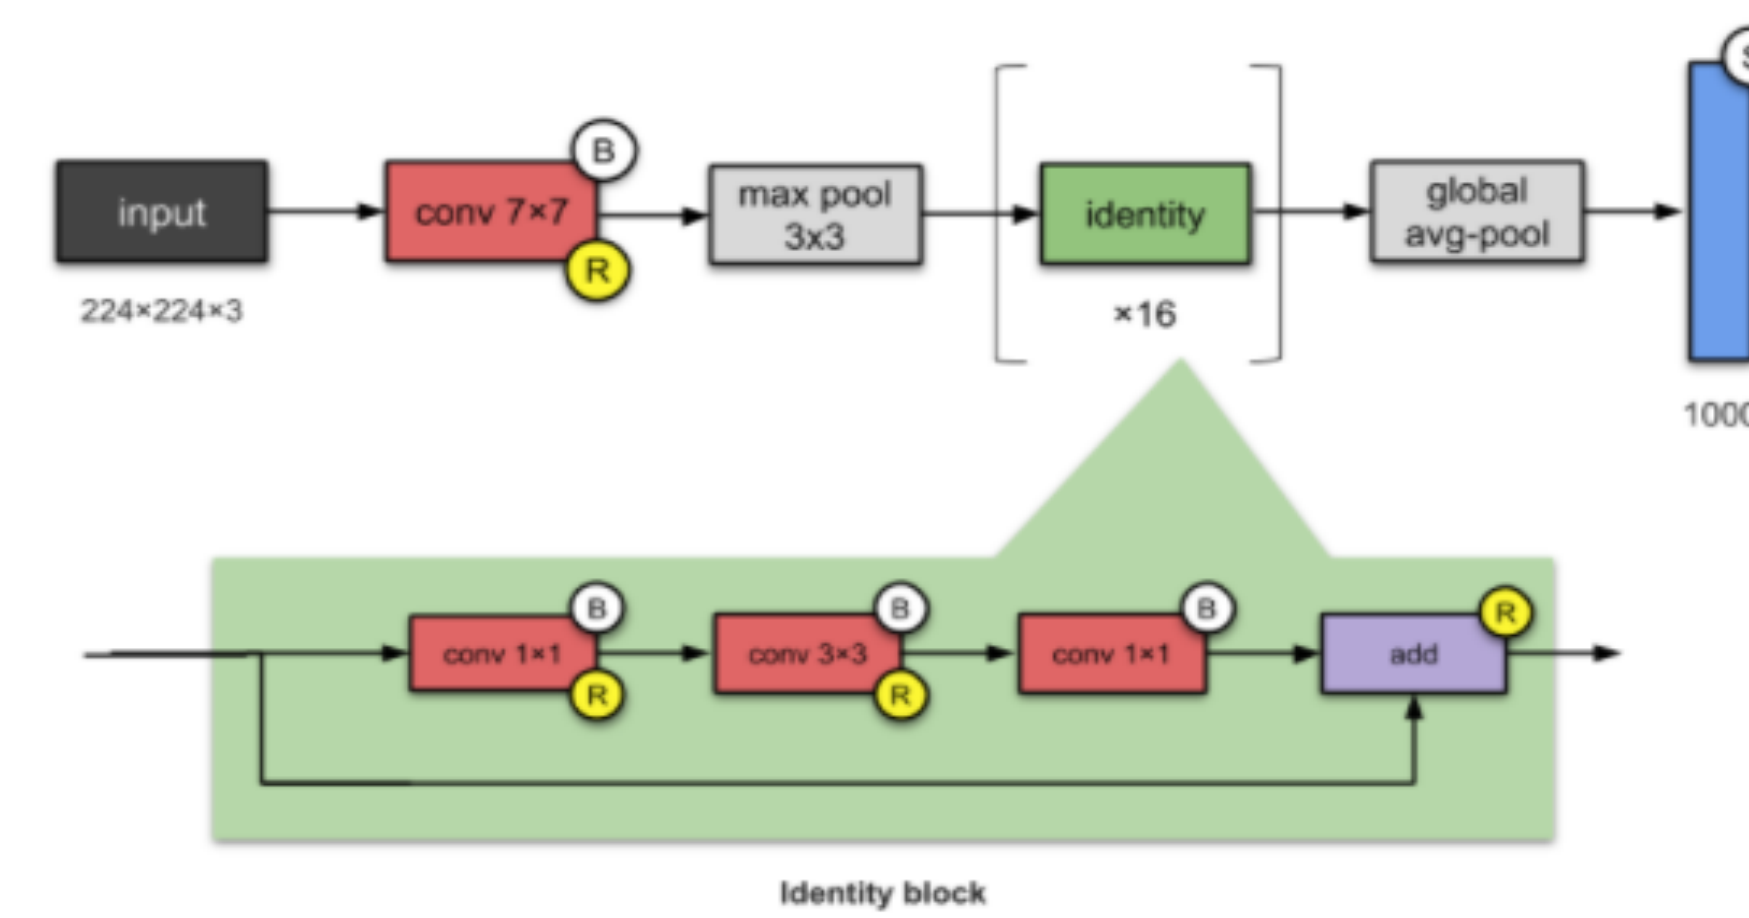 input
224×224×3
conv 7×7
B
R
max pool
3x3
identity
×16
global
avg-pool
conv 1×1
B
R
conv 3×3
B
R
conv 1×1
B
add
R
Identity block